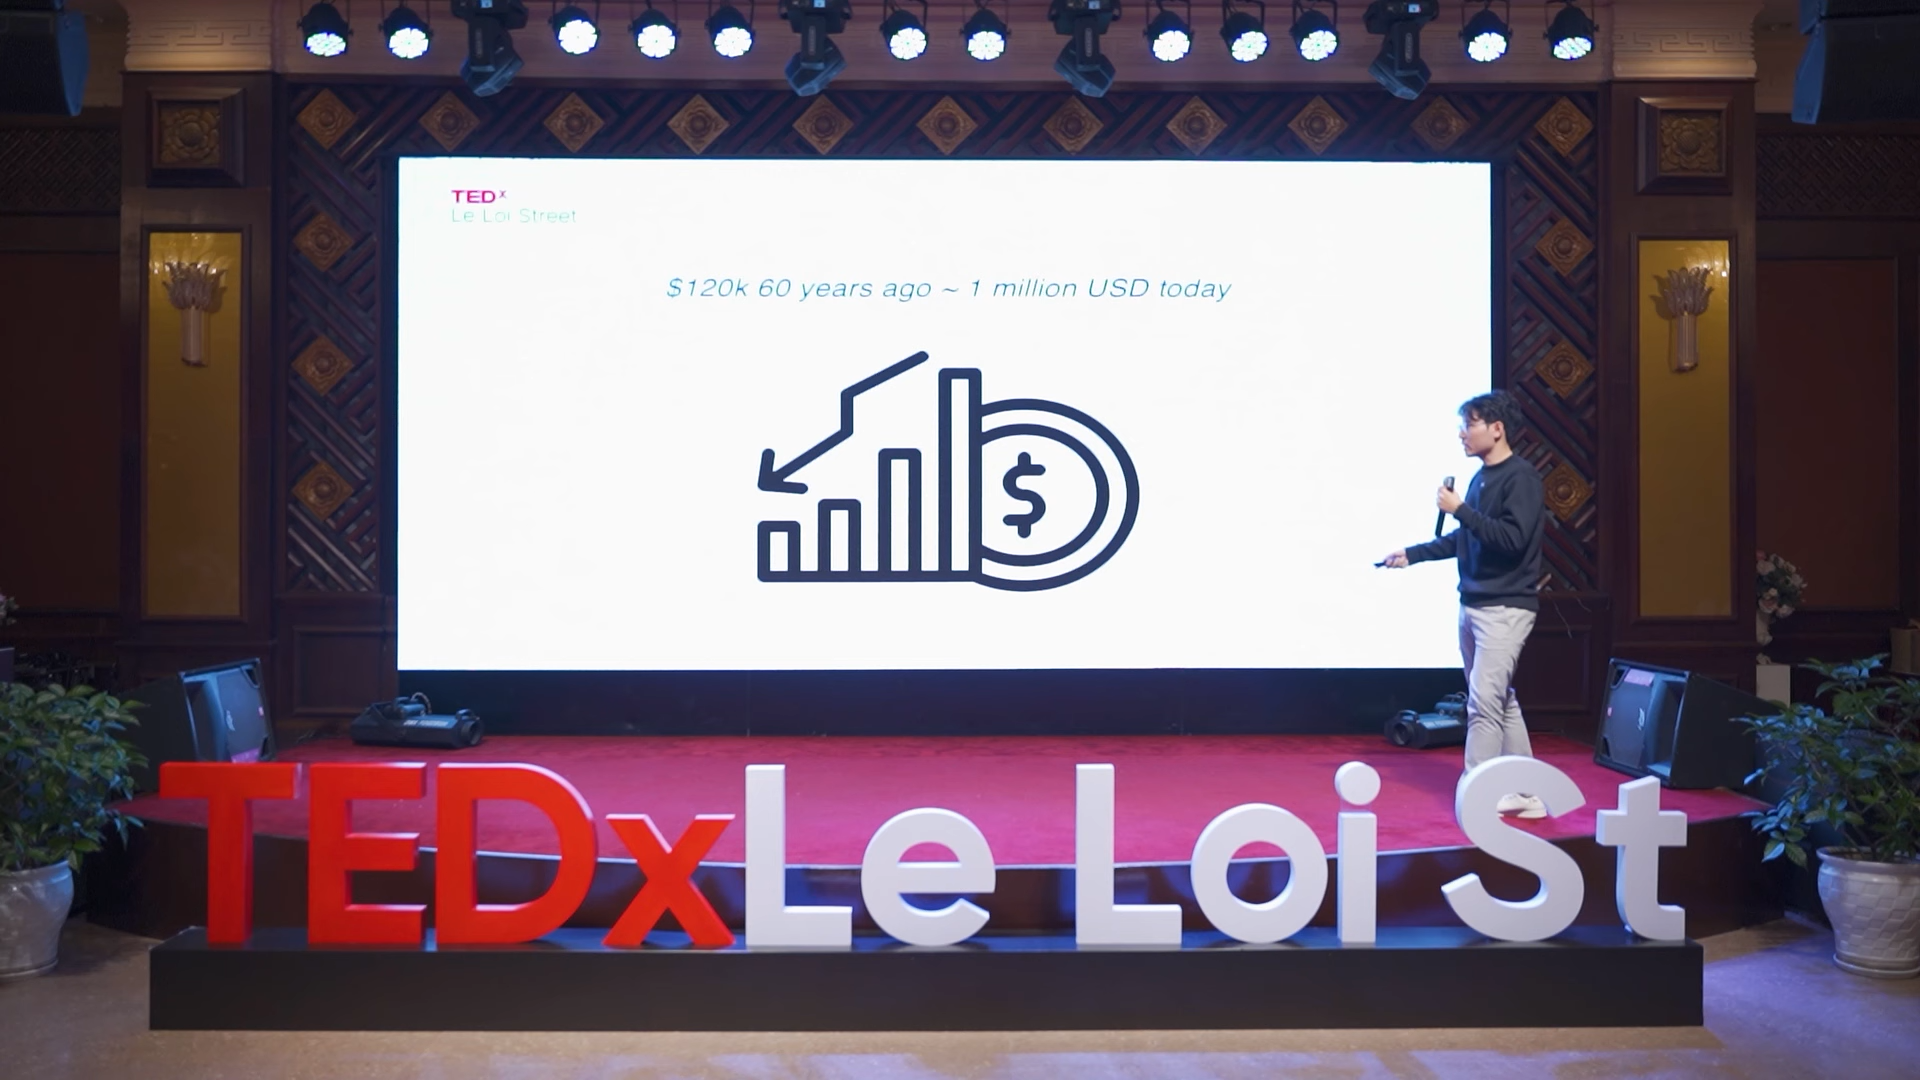 TEDx
Le Loi Street
$120k 60 years ago ~ 1 million USD today
$
TEDxLe Loi St